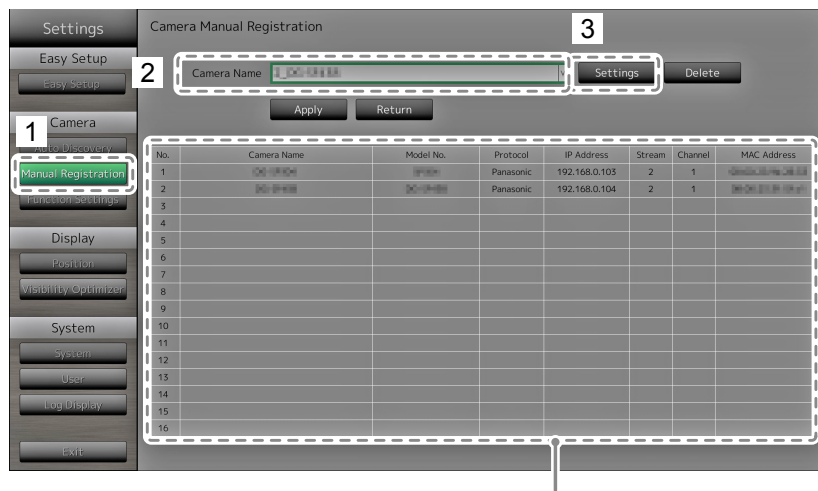 Settings
Easy Setup
Easy Setup
Camera
Auto Discovery
Manual Registration
Function Settings
Display
Position
Visibility Optimizer
System
System
User
Log Display
Exit
1
Camera Manual Registration
2
3
Camera Name
Settings
Delete
Apply
Return
No. Camera Name Model No. Protocol IP Address Stream Channel MAC Address
1 Panasonic 192.168.0.103 2 1
2 Panasonic 192.168.0.104 2 1
3
4
5
6
7
8
9
10
11
12
13
14
15
16